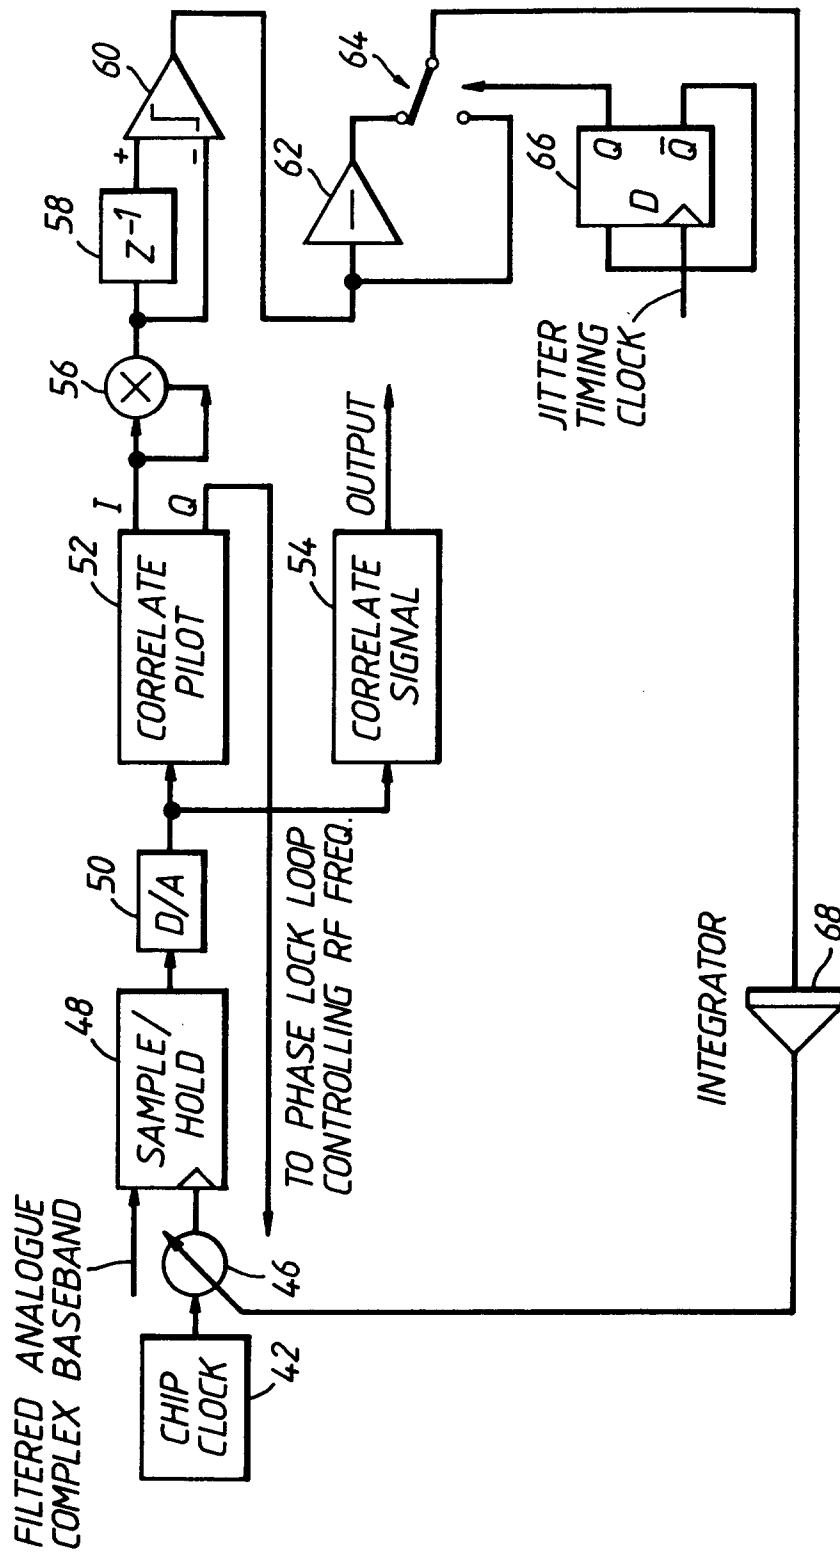 FILTERED ANALOGUE
COMPLEX BASEBAND
CHIP
CLOCK
42
46
SAMPLE/
HOLD
48
D/A
50
CORRELATE
PILOT
52
I
Q
TO PHASE LOCK LOOP
CONTROLLING RF FREQ.
CORRELATE
SIGNAL
54
OUTPUT
56
Z⁻¹
58
+
-
60
62
64
JITTER
TIMING
CLOCK
D
Q
Q̅
66
INTEGRATOR
68